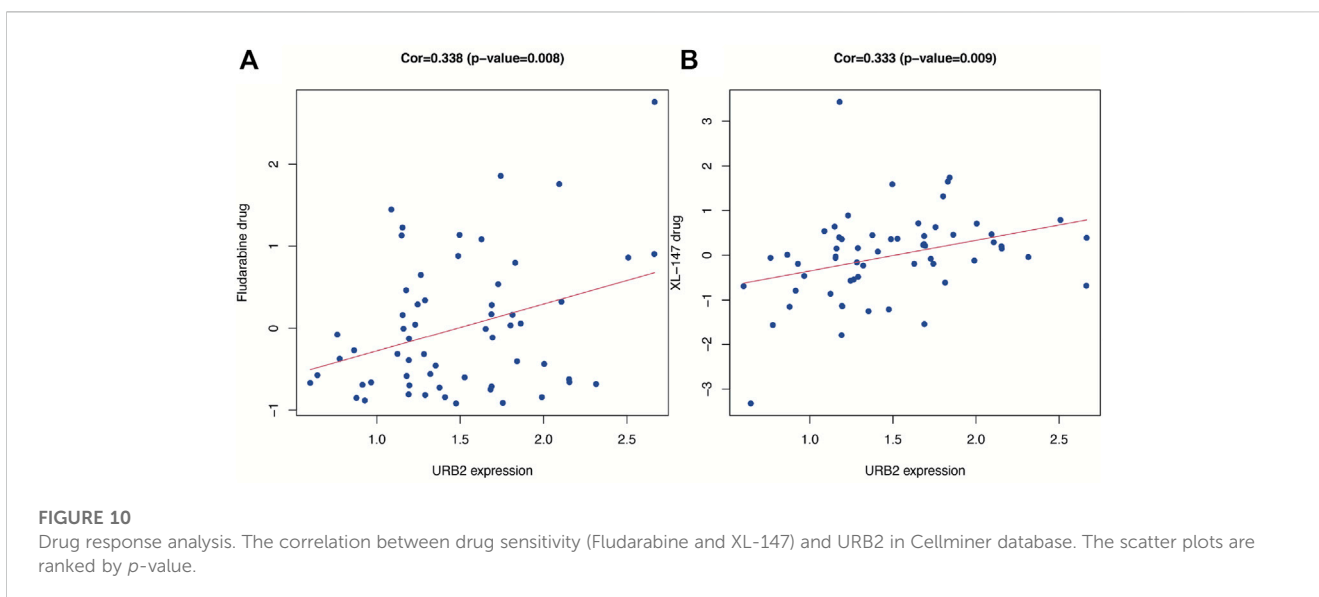 A
Cor=0.338 (p-value=0.008)
Fludarabine drug
2
1
0
-1
1.0 1.5 2.0 2.5
URB2 expression
B
Cor=0.333 (p-value=0.009)
XL-147 drug
3
2
1
0
-1
-2
-3
1.0 1.5 2.0 2.5
URB2 expression
FIGURE 10
Drug response analysis. The correlation between drug sensitivity (Fludarabine and XL-147) and URB2 in Cellminer database. The scatter plots are
ranked by p-value.